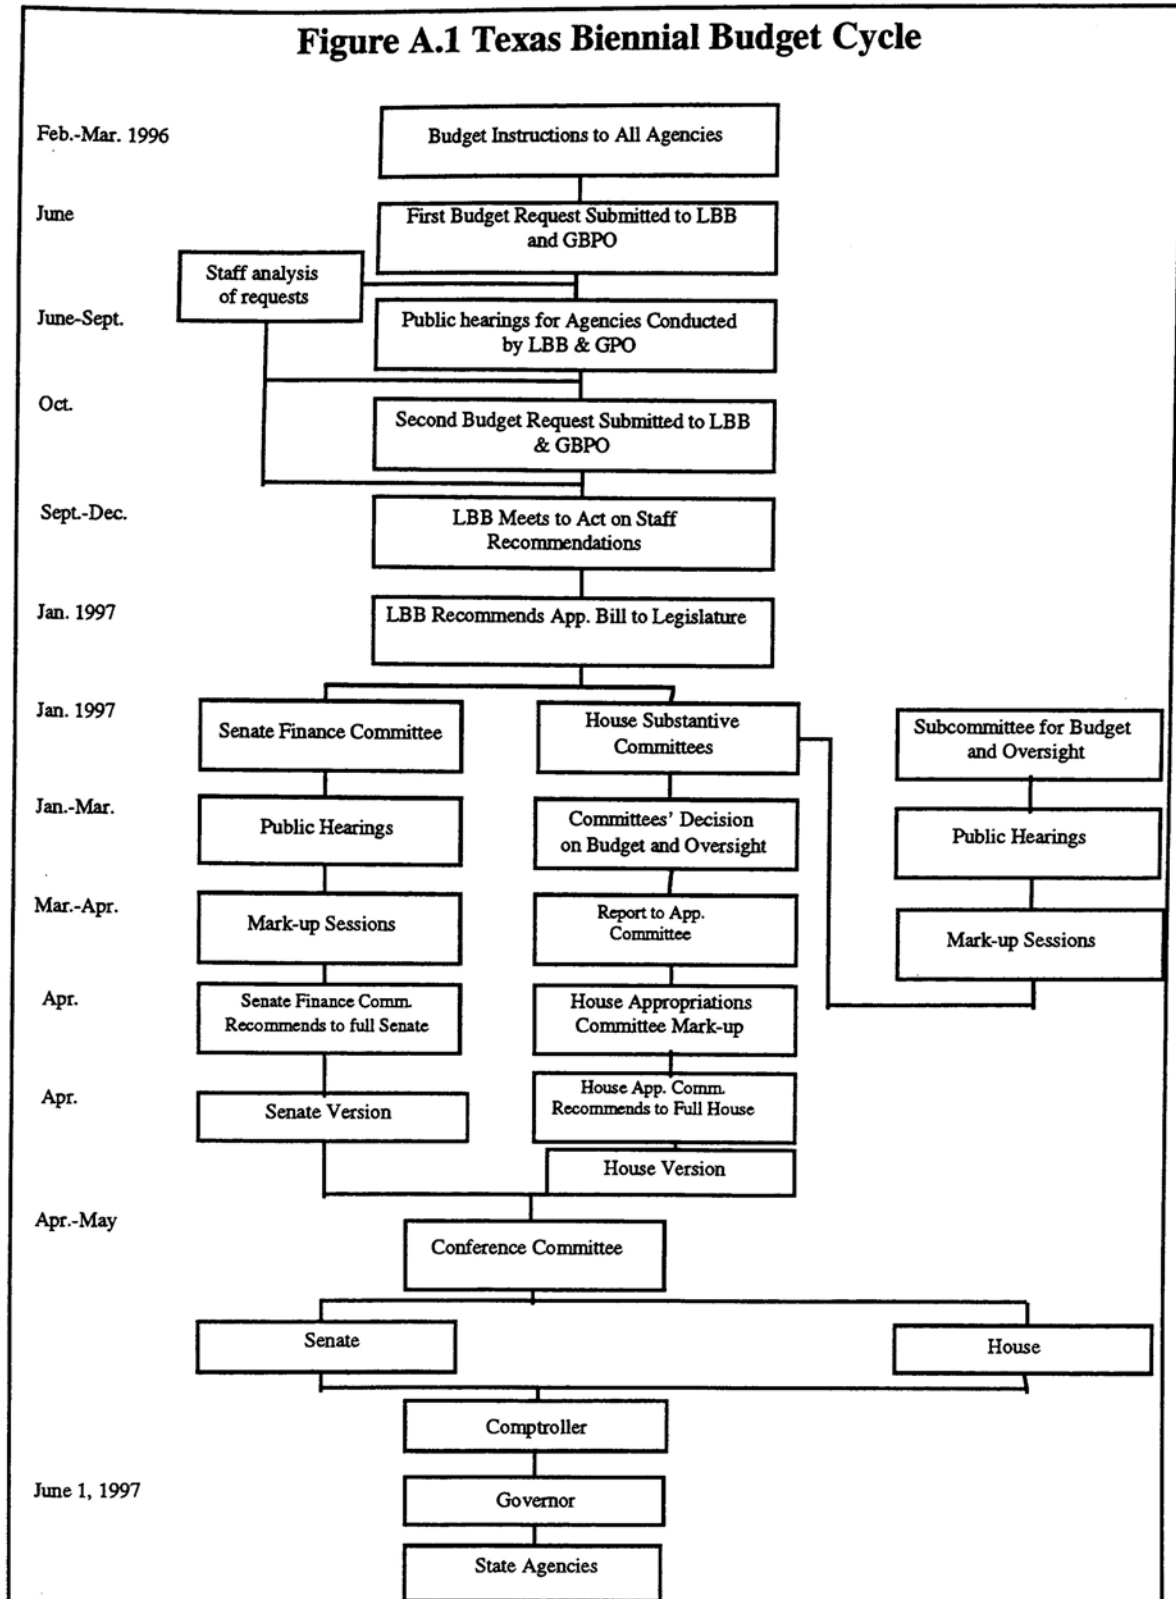 Figure A.1 Texas Biennial Budget Cycle
Feb.-Mar. 1996
Budget Instructions to All Agencies
June
First Budget Request Submitted to LBB
and GBPO
Staff analysis
of requests
June-Sept.
Public hearings for Agencies Conducted
by LBB & GPO
Oct.
Second Budget Request Submitted to LBB
& GBPO
Sept.-Dec.
LBB Meets to Act on Staff
Recommendations
Jan. 1997
LBB Recommends App. Bill to Legislature
Jan. 1997
Senate Finance Committee
House Substantive
Committees
Subcommittee for Budget
and Oversight
Jan.-Mar.
Public Hearings
Committees' Decision
on Budget and Oversight
Public Hearings
Mar.-Apr.
Mark-up Sessions
Report to App.
Committee
Mark-up Sessions
Apr.
Senate Finance Comm.
Recommends to full Senate
House Appropriations
Committee Mark-up
Apr.
Senate Version
House App. Comm.
Recommends to Full House
House Version
Apr.-May
Conference Committee
Senate
House
Comptroller
June 1, 1997
Governor
State Agencies